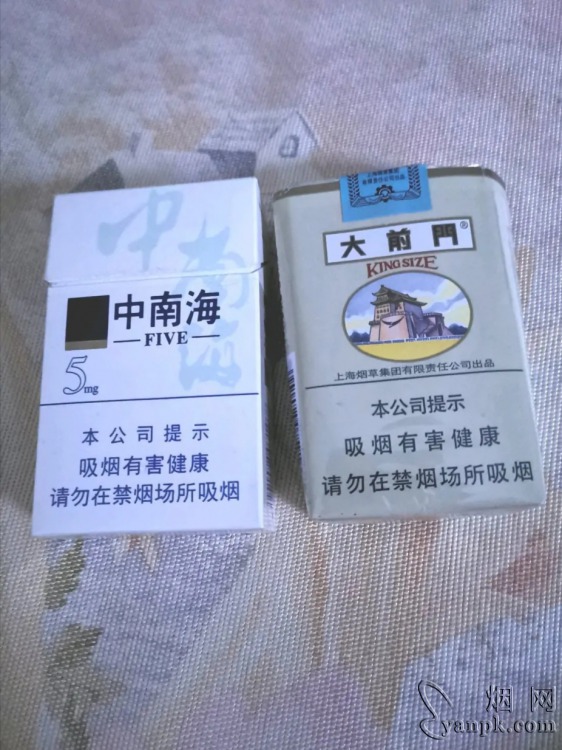 中南海
中南海
FIVE
5mg
本公司提示
吸烟有害健康
请勿在禁烟场所吸烟
大前門®
KING SIZE
上海烟草集团有限责任公司出品
本公司提示
吸烟有害健康
请勿在禁烟场所吸烟
烟网
yanpk.com